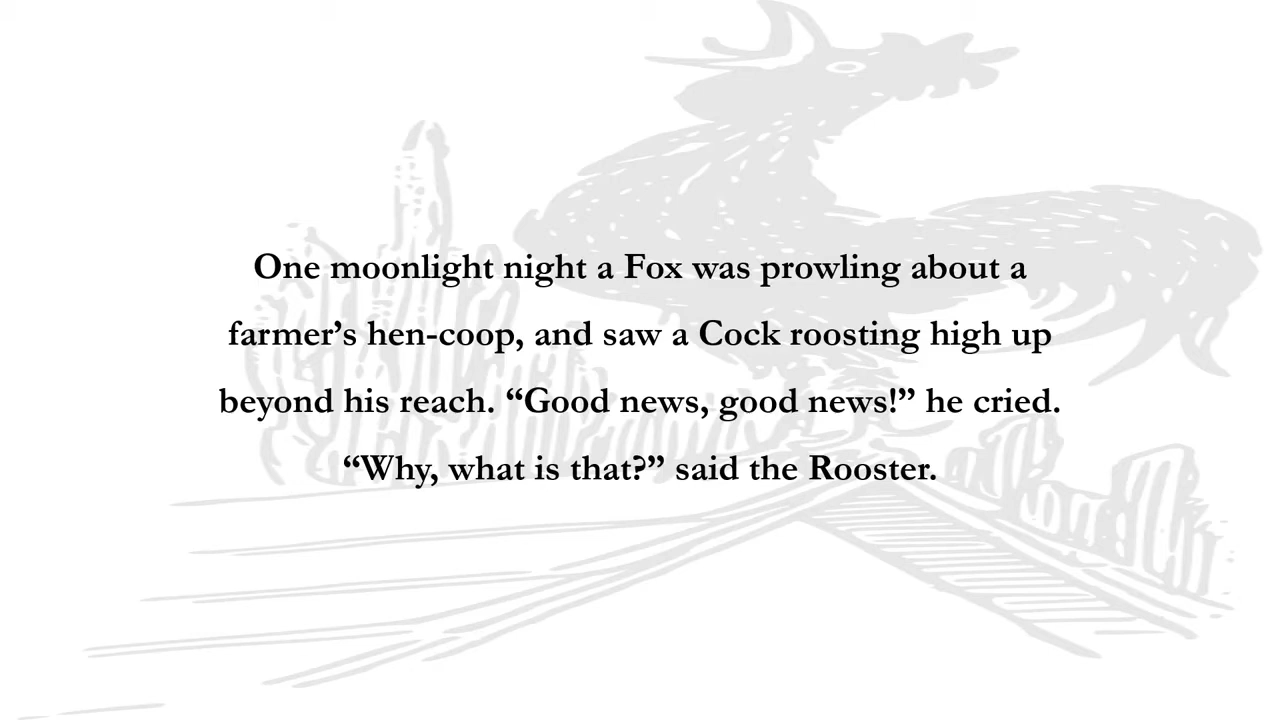 One moonlight night a Fox was prowling about a
farmer’s hen-coop, and saw a Cock roosting high up
beyond his reach. “Good news, good news!” he cried.
“Why, what is that?” said the Rooster.